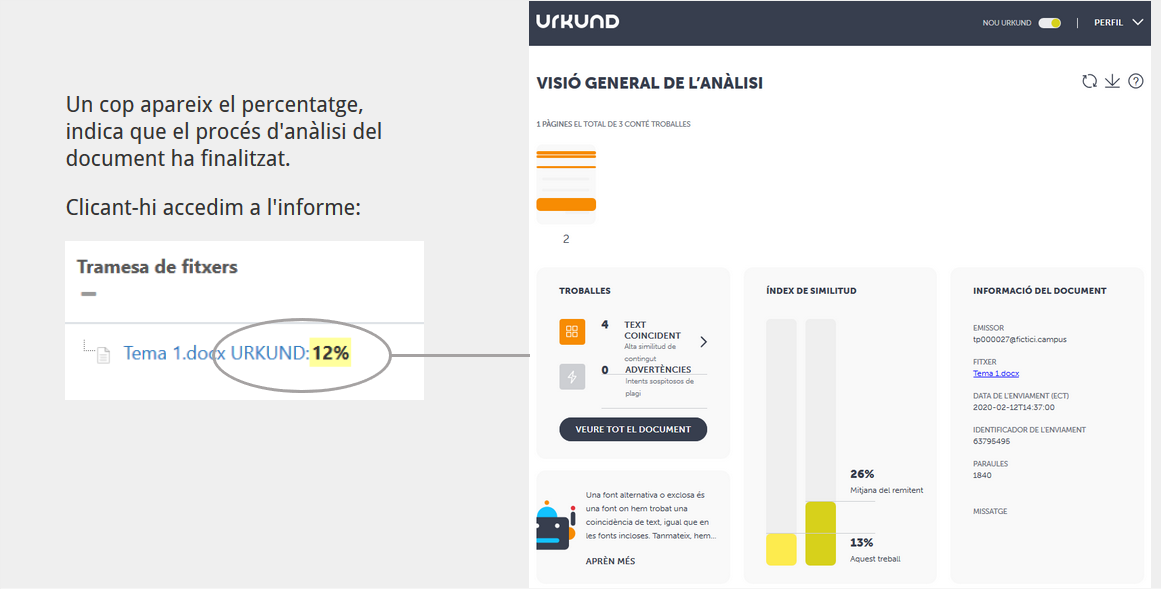 Un cop apareix el percentatge,
indica que el procés d'anàlisi del
document ha finalitzat.
Clicant-hi accedim a l'informe:
Tramesa de fitxers
Tema 1.docx URKUND: 12%
URKUND
NOU URKUND | PERFIL
VISIÓ GENERAL DE L'ANÀLISI
1 PÀGINES EL TOTAL DE 3 CONTÉ TROBALLES
2
TROBALLES
4 TEXT
COINCIDENT
Alta similitud de
contingut
0 ADVERTÈNCIES
Intents sospitosos de
plagi
VEURE TOT EL DOCUMENT
Una font alternativa o exclosa és
una font on hem trobat una
coincidència de text, igual que en
les fonts incloses. Tanmateix, hem...
APRÈN MÉS
ÍNDEX DE SIMILITUD
26%
Mitjana del remitent
13%
Aquest treball
INFORMACIÓ DEL DOCUMENT
EMISSOR
tp000027@fictici.campus
FITXER
Tema 1.docx
DATA DE L'ENVIAMENT (ECT)
2020-02-12T14:37:00
IDENTIFICADOR DE L'ENVIAMENT
63795495
PARAULES
1840
MISSATGE